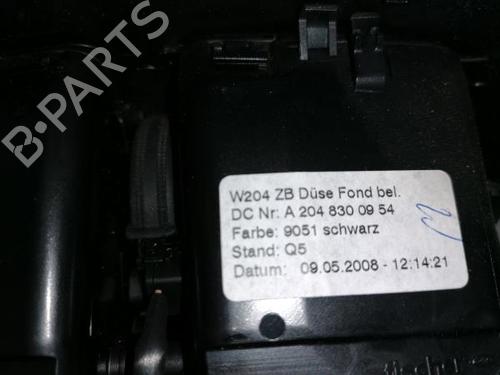 B-PARTS
W204 ZB Düse Fond bel.
DC Nr: A 204 830 09 54
Farbe: 9051 schwarz
Stand: Q5
Datum: 09.05.2008 - 12:14:21